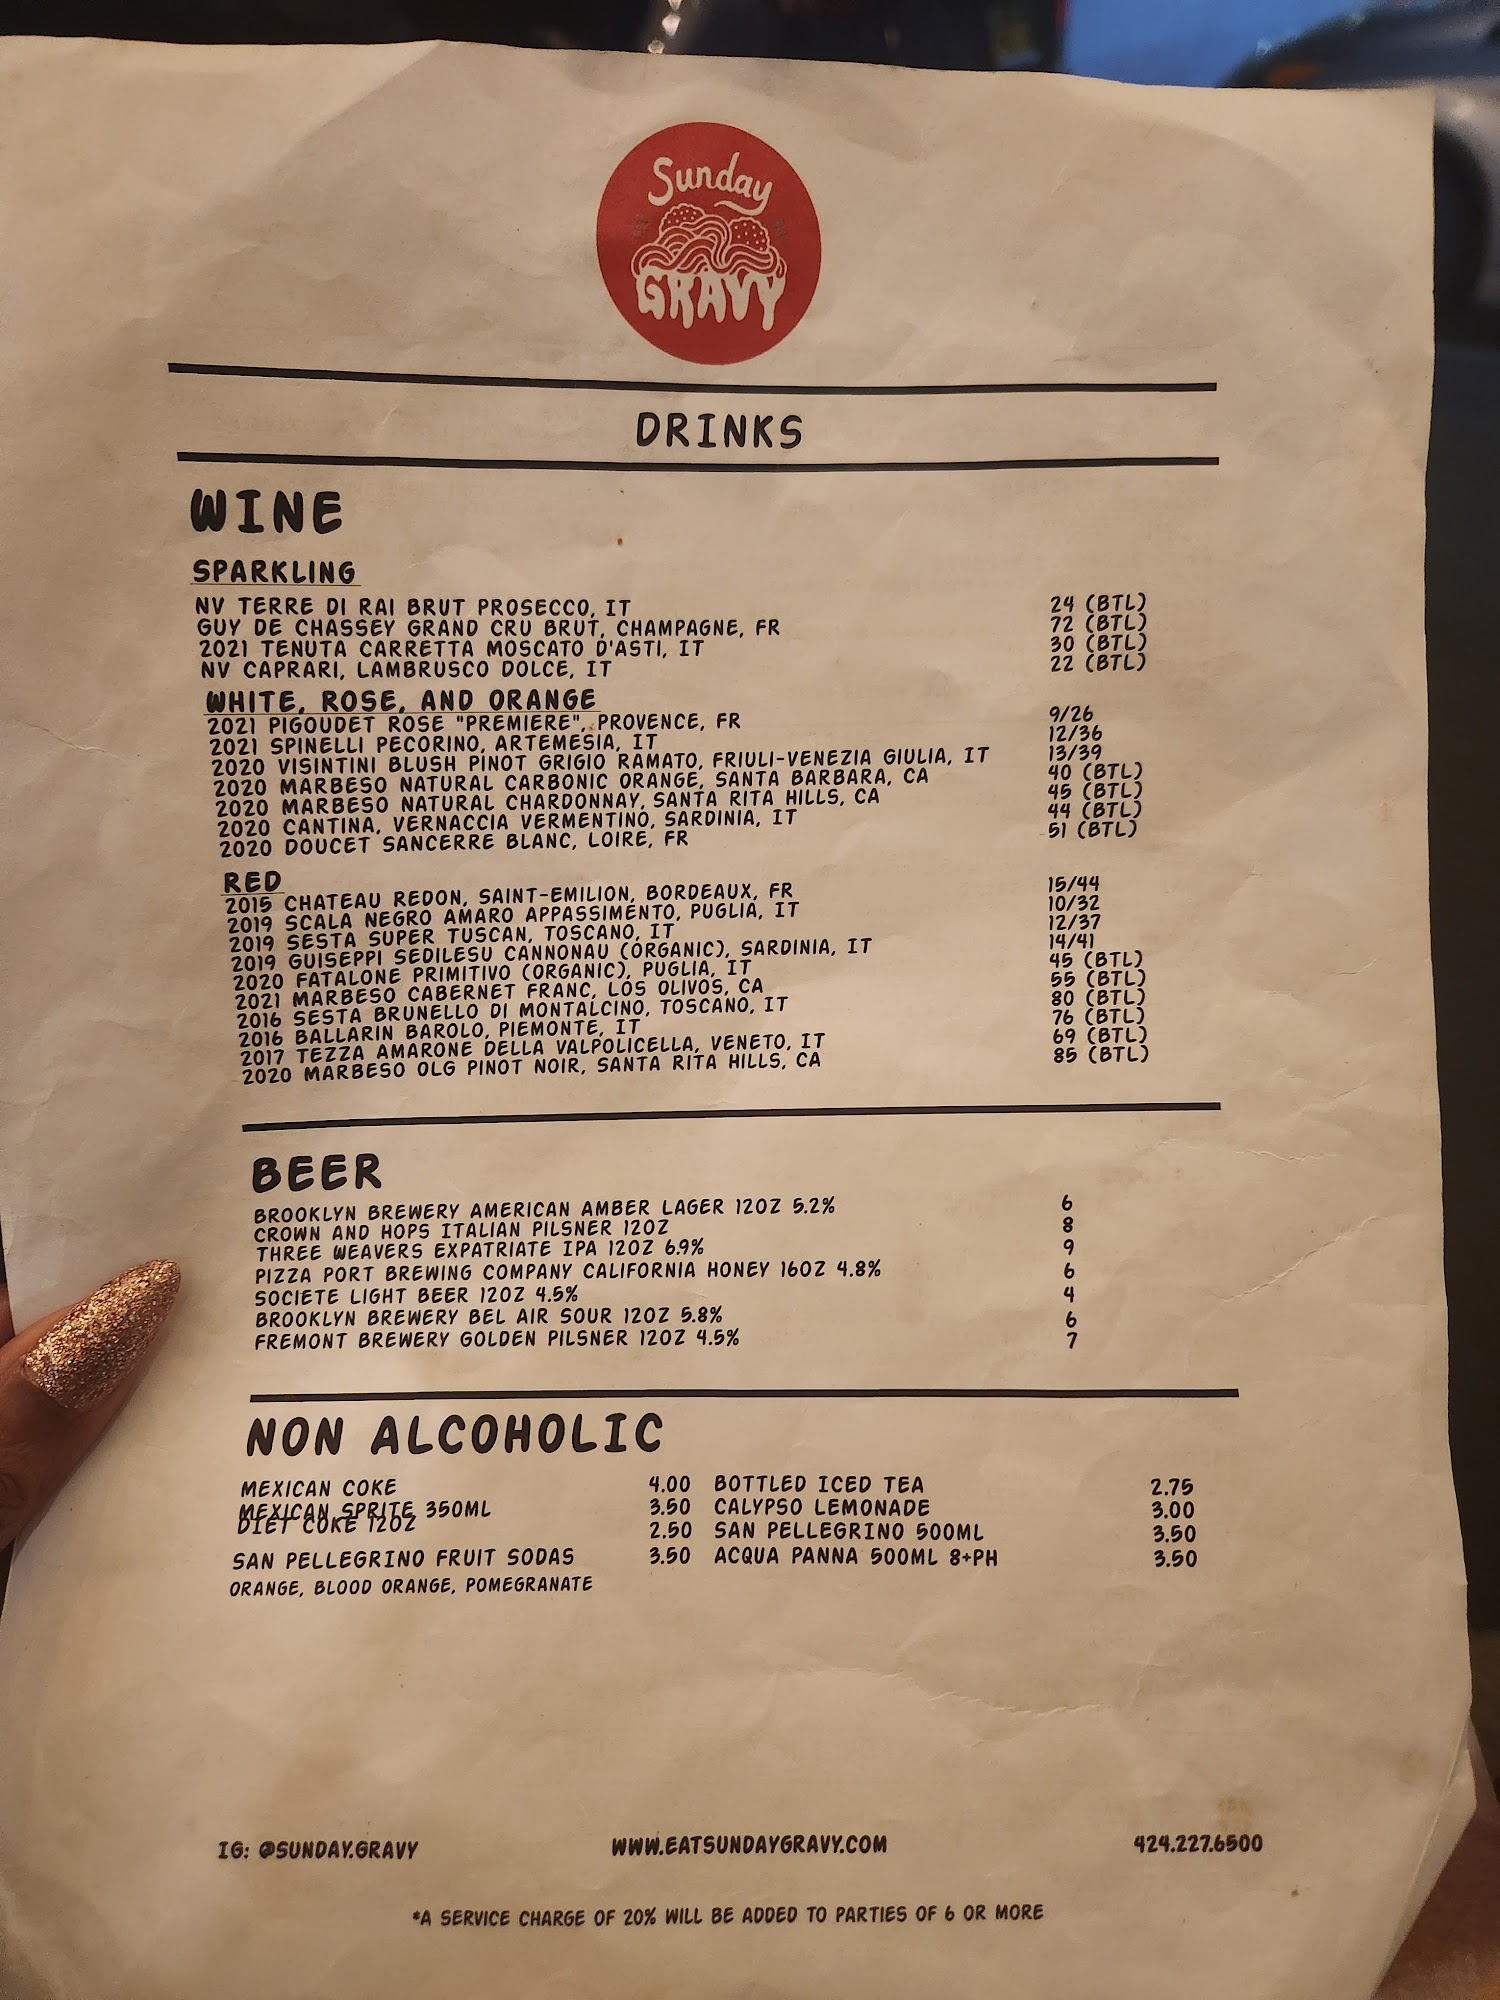 Sunday
GRAVY
DRINKS
WINE
SPARKLING
NV TERRE DI RAI BRUT PROSECCO, IT 24 (BTL)
GUY DE CHASSEY GRAND CRU BRUT, CHAMPAGNE, FR 72 (BTL)
2021 TENUTA CARRETTA MOSCATO D'ASTI, IT 30 (BTL)
NV CAPRARI, LAMBRUSCO DOLCE, IT 22 (BTL)
WHITE, ROSE, AND ORANGE
2021 PIGOUDET ROSE "PREMIERE", PROVENCE, FR 9/26
2021 SPINELLI PECORINO, ARTEMESIA, IT 12/36
2020 VISINTINI BLUSH PINOT GRIGIO RAMATO, FRIULI-VENEZIA GIULIA, IT 13/39
2020 MARBESO NATURAL CARBONIC ORANGE, SANTA BARBARA, CA 40 (BTL)
2020 MARBESO NATURAL CHARDONNAY, SANTA RITA HILLS, CA 45 (BTL)
2020 CANTINA, VERNACCIA VERMENTINO, SARDINIA, IT 44 (BTL)
2020 DOUCET SANCERRE BLANC, LOIRE, FR 51 (BTL)
RED
2015 CHATEAU REDON, SAINT-EMILION, BORDEAUX, FR 15/44
2019 SCALA NEGRO AMARO APPASSIMENTO, PUGLIA, IT 10/32
2019 SESTA SUPER TUSCAN, TOSCANO, IT 12/37
2019 GUISEPPI SEDILESU CANNONAU (ORGANIC), SARDINIA, IT 14/41
2020 FATALONE PRIMITIVO (ORGANIC), PUGLIA, IT 45 (BTL)
2021 MARBESO CABERNET FRANC, LOS OLIVOS, CA 55 (BTL)
2016 SESTA BRUNELLO DI MONTALCINO, TOSCANO, IT 80 (BTL)
2016 BALLARIN BAROLO, PIEMONTE, IT 76 (BTL)
2017 TEZZA AMARONE DELLA VALPOLICELLA, VENETO, IT 69 (BTL)
2020 MARBESO OLG PINOT NOIR, SANTA RITA HILLS, CA 85 (BTL)
BEER
BROOKLYN BREWERY AMERICAN AMBER LAGER 12OZ 5.2% 6
CROWN AND HOPS ITALIAN PILSNER 12OZ 8
THREE WEAVERS EXPATRIATE IPA 12OZ 6.9% 9
PIZZA PORT BREWING COMPANY CALIFORNIA HONEY 16OZ 4.8% 6
SOCIETE LIGHT BEER 12OZ 4.5% 4
BROOKLYN BREWERY BEL AIR SOUR 12OZ 5.8% 6
FREMONT BREWERY GOLDEN PILSNER 12OZ 4.5% 7
NON ALCOHOLIC
MEXICAN COKE 4.00 BOTTLED ICED TEA 2.75
MEXICAN SPRITE 350ML 3.50 CALYPSO LEMONADE 3.00
DIET COKE 12OZ 2.50 SAN PELLEGRINO 500ML 3.50
SAN PELLEGRINO FRUIT SODAS 3.50 ACQUA PANNA 500ML 8+PH 3.50
ORANGE, BLOOD ORANGE, POMEGRANATE
IG: @SUNDAY.GRAVY WWW.EATSUNDAYGRAVY.COM 424.227.6500
*A SERVICE CHARGE OF 20% WILL BE ADDED TO PARTIES OF 6 OR MORE